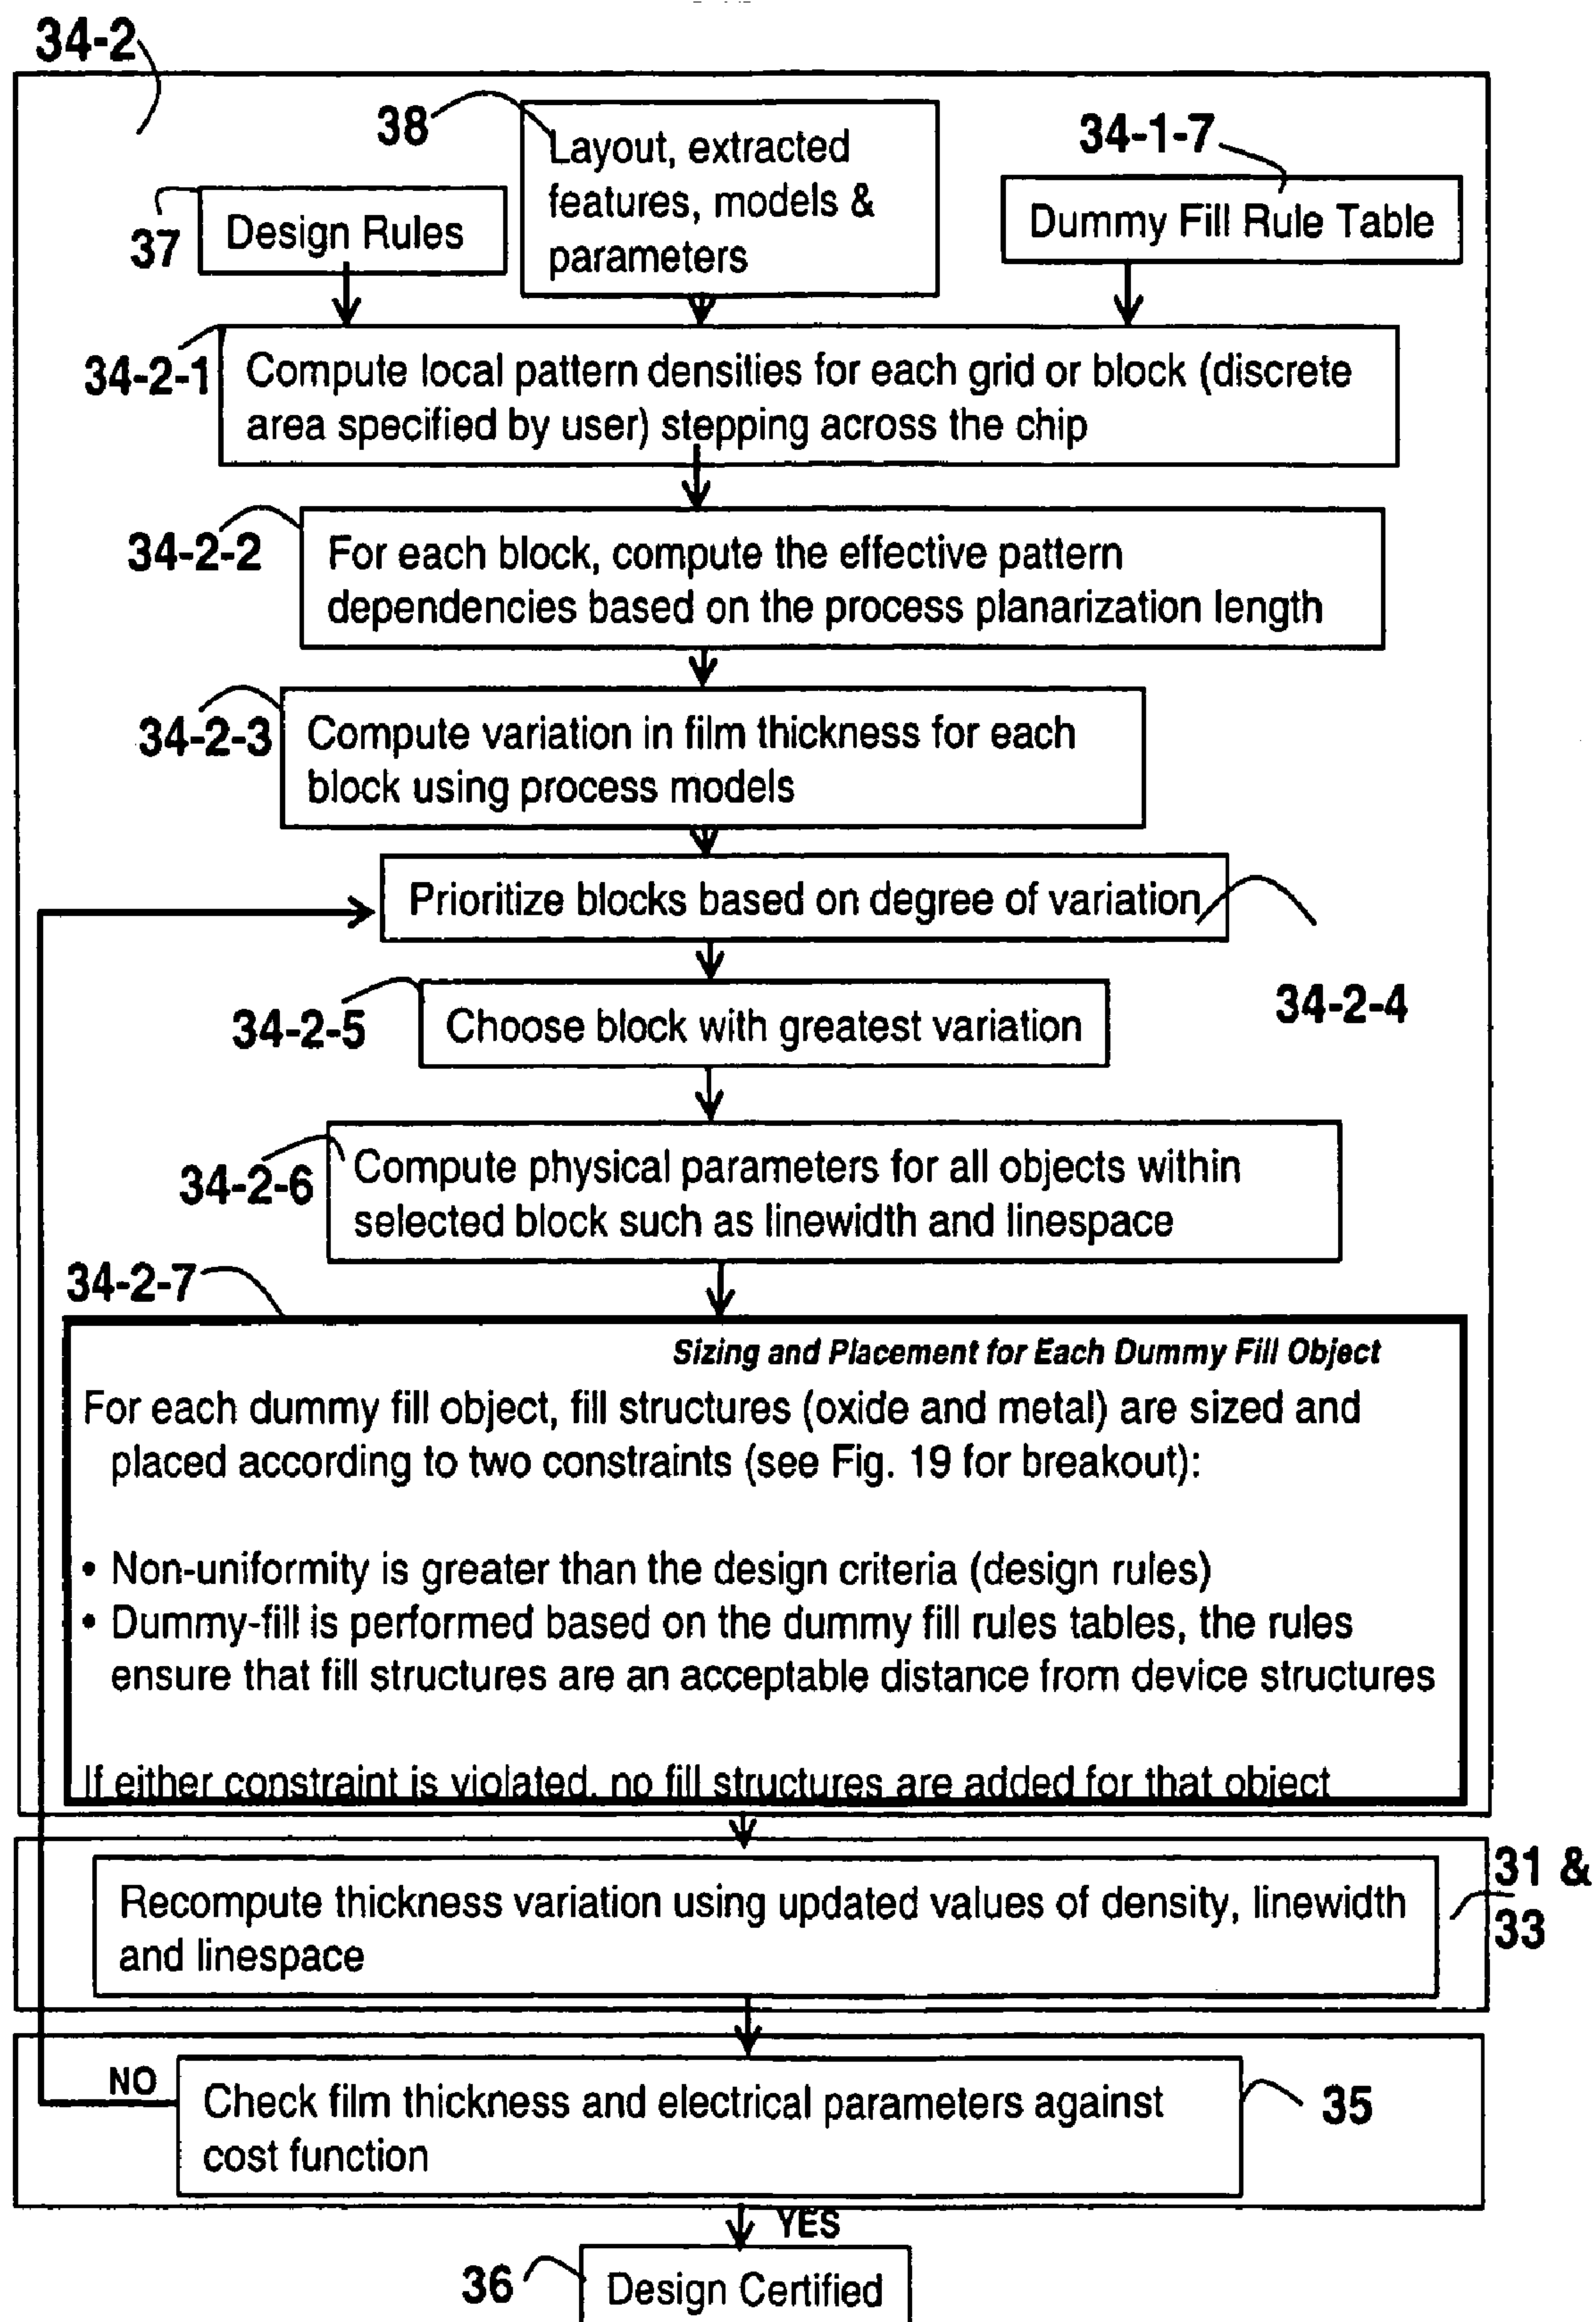 34-2
38
Layout, extracted
features, models &
parameters
34-1-7
Dummy Fill Rule Table
37
Design Rules
34-2-1
Compute local pattern densities for each grid or block (discrete
area specified by user) stepping across the chip
34-2-2
For each block, compute the effective pattern
dependencies based on the process planarization length
34-2-3
Compute variation in film thickness for each
block using process models
Prioritize blocks based on degree of variation
34-2-4
34-2-5
Choose block with greatest variation
34-2-6
Compute physical parameters for all objects within
selected block such as linewidth and linespace
34-2-7
Sizing and Placement for Each Dummy Fill Object
For each dummy fill object, fill structures (oxide and metal) are sized and
placed according to two constraints (see Fig. 19 for breakout):
• Non-uniformity is greater than the design criteria (design rules)
• Dummy-fill is performed based on the dummy fill rules tables, the rules
ensure that fill structures are an acceptable distance from device structures
If either constraint is violated, no fill structures are added for that object
31 &
33
Recompute thickness variation using updated values of density, linewidth
and linespace
NO
Check film thickness and electrical parameters against
cost function
35
YES
36
Design Certified